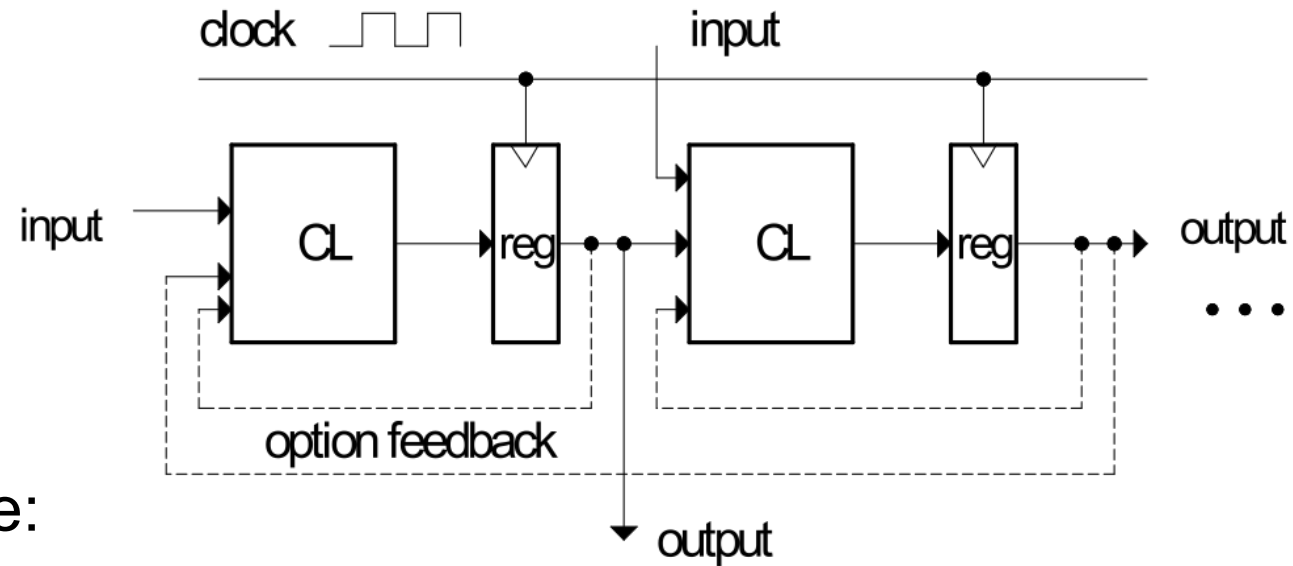 clock
input
input
CL
reg
CL
reg
output
• • •
option feedback
e:
output